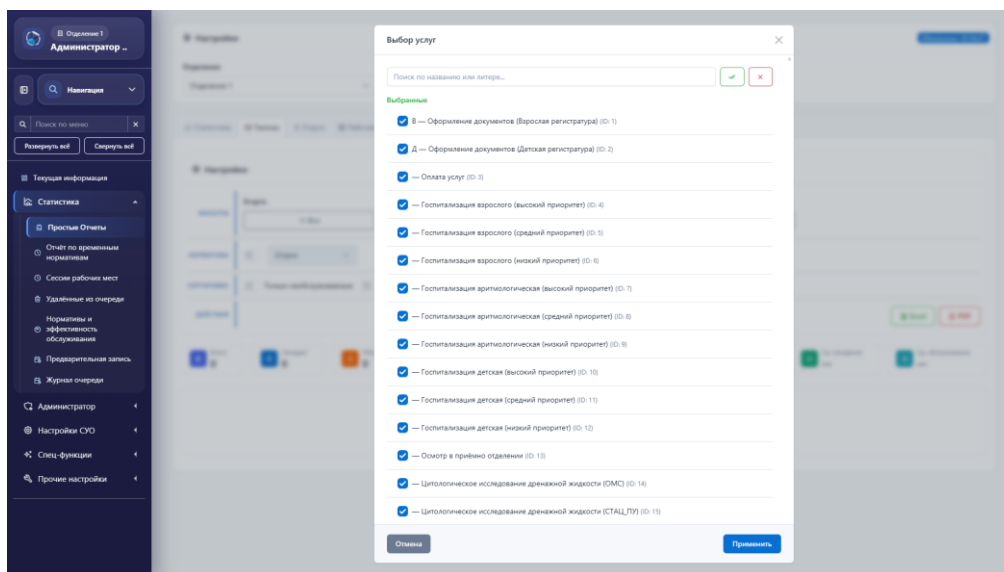 Отделение 1
Администратор ..
Навигация
Поиск по меню
Развернуть всё
Свернуть всё
Текущая информация
Статистика
Простые Отчеты
Отчёт по временным
нормативам
Сессии рабочих мест
Удалённые из очереди
Нормативы и
эффективность
обслуживания
Предварительная запись
Журнал очереди
Администратор
Настройки СУО
Спец-функции
Прочие настройки
Настройки
Отделение 1
Настройки
Выбор услуг
Поиск по названию или литере...
Выбранные
В — Оформление документов (Взрослая регистратура) (ID: 1)
Д — Оформление документов (Детская регистратура) (ID: 2)
— Оплата услуг (ID: 3)
— Госпитализация взрослого (высокий приоритет) (ID: 4)
— Госпитализация взрослого (средний приоритет) (ID: 5)
— Госпитализация взрослого (низкий приоритет) (ID: 6)
— Госпитализация аритмологическая (высокий приоритет) (ID: 7)
— Госпитализация аритмологическая (средний приоритет) (ID: 8)
— Госпитализация аритмологическая (низкий приоритет) (ID: 9)
— Госпитализация детская (высокий приоритет) (ID: 10)
— Госпитализация детская (средний приоритет) (ID: 11)
— Госпитализация детская (низкий приоритет) (ID: 12)
— Осмотр в приёмно отделении (ID: 13)
— Цитологическое исследование дренажной жидкости (ОМС) (ID: 14)
— Цитологическое исследование дренажной жидкости (СТАЦ_ПУ) (ID: 15)
Отмена
Применить